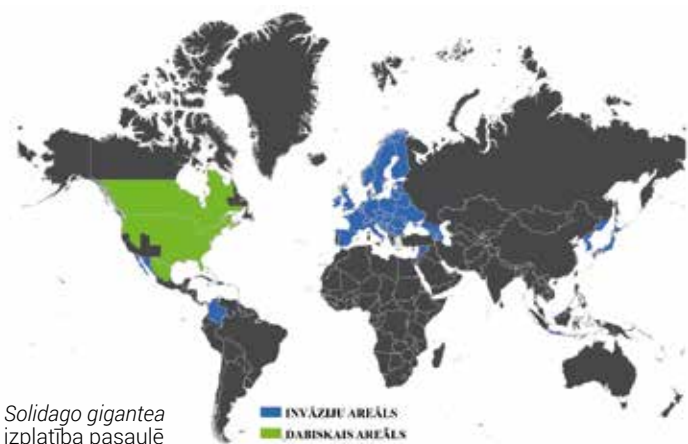 Solidago gigantea
izplatība pasaulē
INVĀZIJU AREĀLS
DABISKAIS AREĀLS